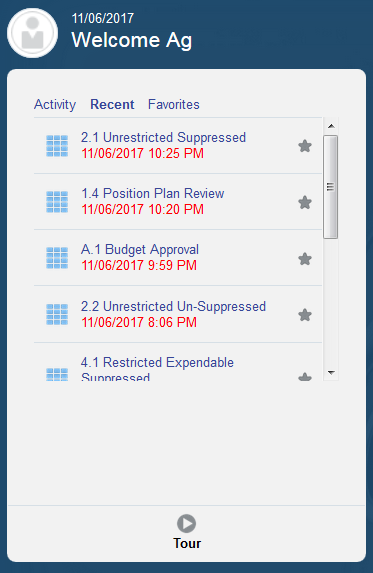 11/06/2017
Welcome Ag
Activity Recent Favorites
2.1 Unrestricted Suppressed
11/06/2017 10:25 PM
1.4 Position Plan Review
11/06/2017 10:20 PM
A.1 Budget Approval
11/06/2017 9:59 PM
2.2 Unrestricted Un-Suppressed
11/06/2017 8:06 PM
4.1 Restricted Expendable
Suppressed
Tour